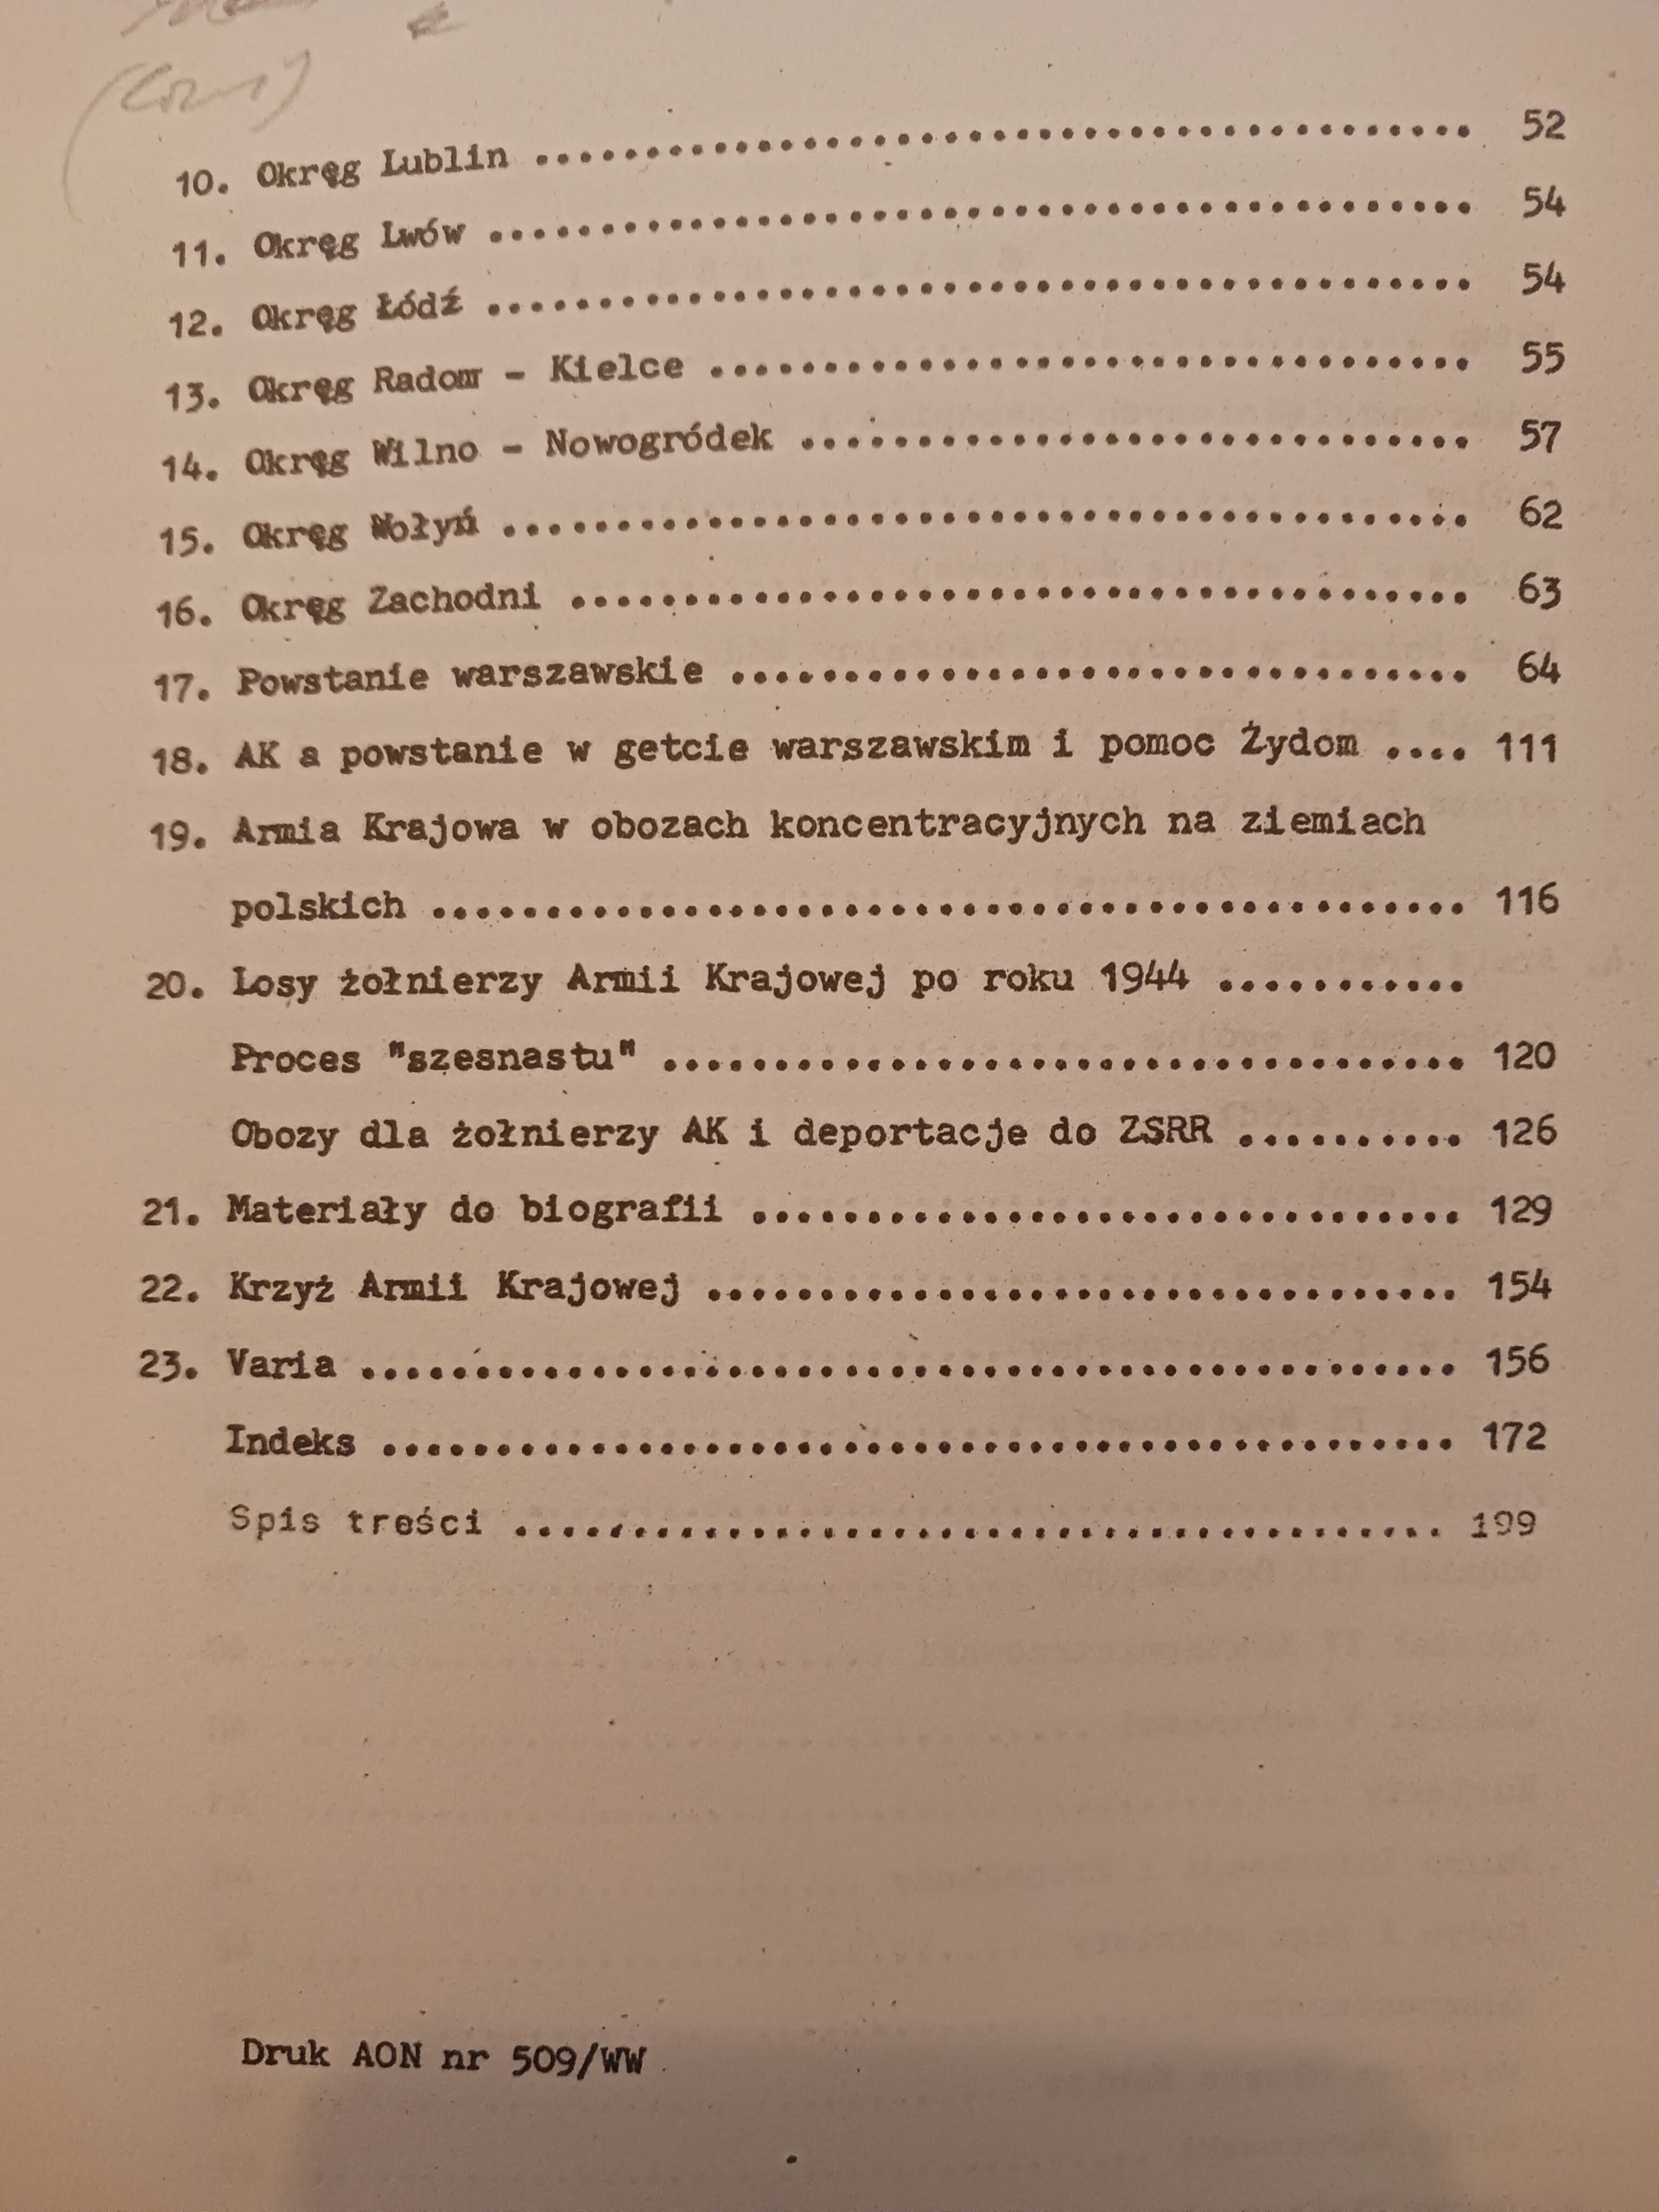 10. Okręg Lublin .......................................... 52
11. Okręg Lwów ............................................ 54
12. Okręg Łódź ............................................ 54
13. Okręg Radom - Kielce .................................. 55
14. Okręg Wilno - Nowogródek .............................. 57
15. Okręg Wołyń ........................................... 62
16. Okręg Zachodni ........................................ 63
17. Powstanie warszawskie ................................. 64
18. AK a powstanie w getcie warszawskim i pomoc Żydom .... 111
19. Armia Krajowa w obozach koncentracyjnych na ziemiach
polskich .............................................. 116
20. Losy żołnierzy Armii Krajowej po roku 1944 ...........
Proces "szesnastu" .................................... 120
Obozy dla żołnierzy AK i deportacje do ZSRR .......... 126
21. Materiały do biografii ................................ 129
22. Krzyż Armii Krajowej .................................. 154
23. Varia ................................................. 156
Indeks ................................................ 172
Spis treści .......................................... 199
Druk AON nr 509/WW